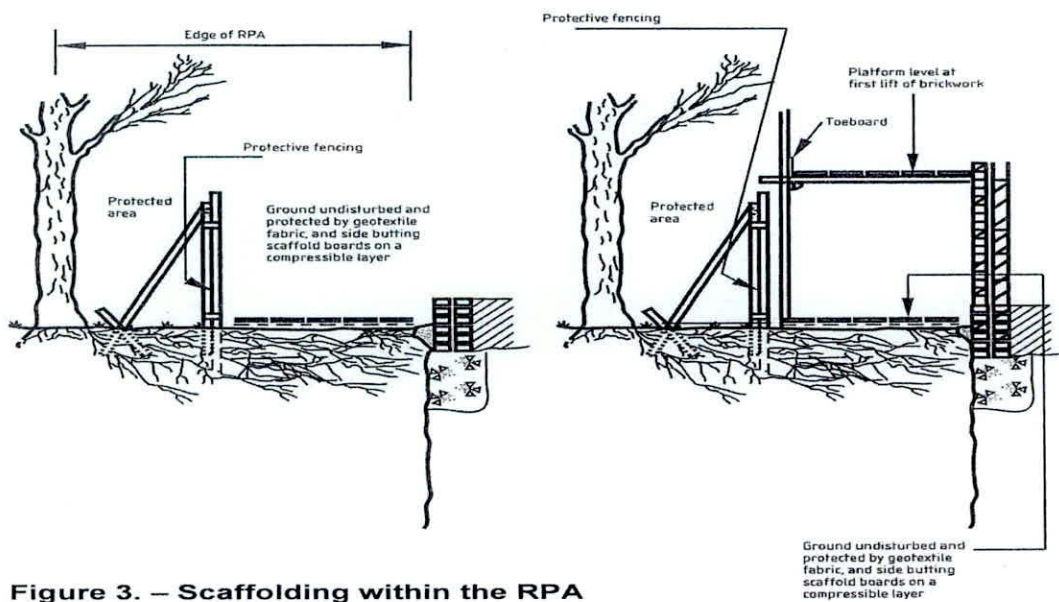 Edge of RPA
Protective fencing
Protected
area
Ground undisturbed and
protected by geotextile
fabric, and side butting
scaffold boards on a
compressible layer
Protective fencing
Platform level at
first lift of brickwork
Toeboard
Protected
area
Ground undisturbed and
protected by geotextile
fabric, and side butting
scaffold boards on a
compressible layer
Figure 3. – Scaffolding within the RPA